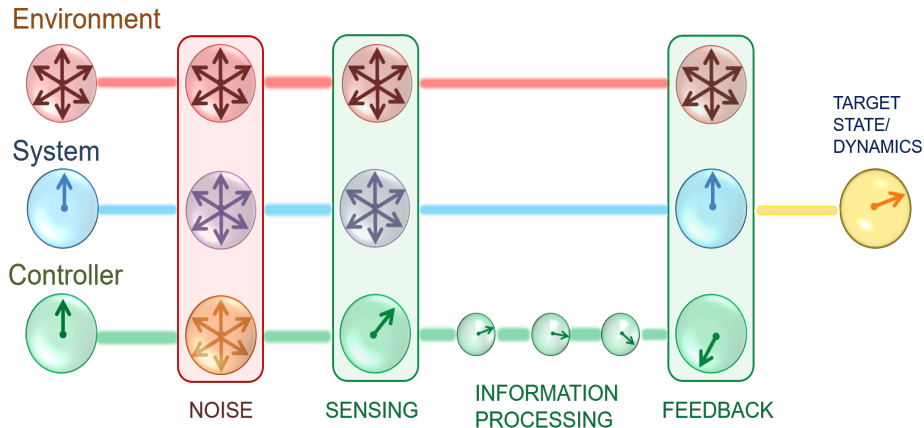 Environment
System
Controller
TARGET
STATE/
DYNAMICS
NOISE
SENSING
INFORMATION
PROCESSING
FEEDBACK